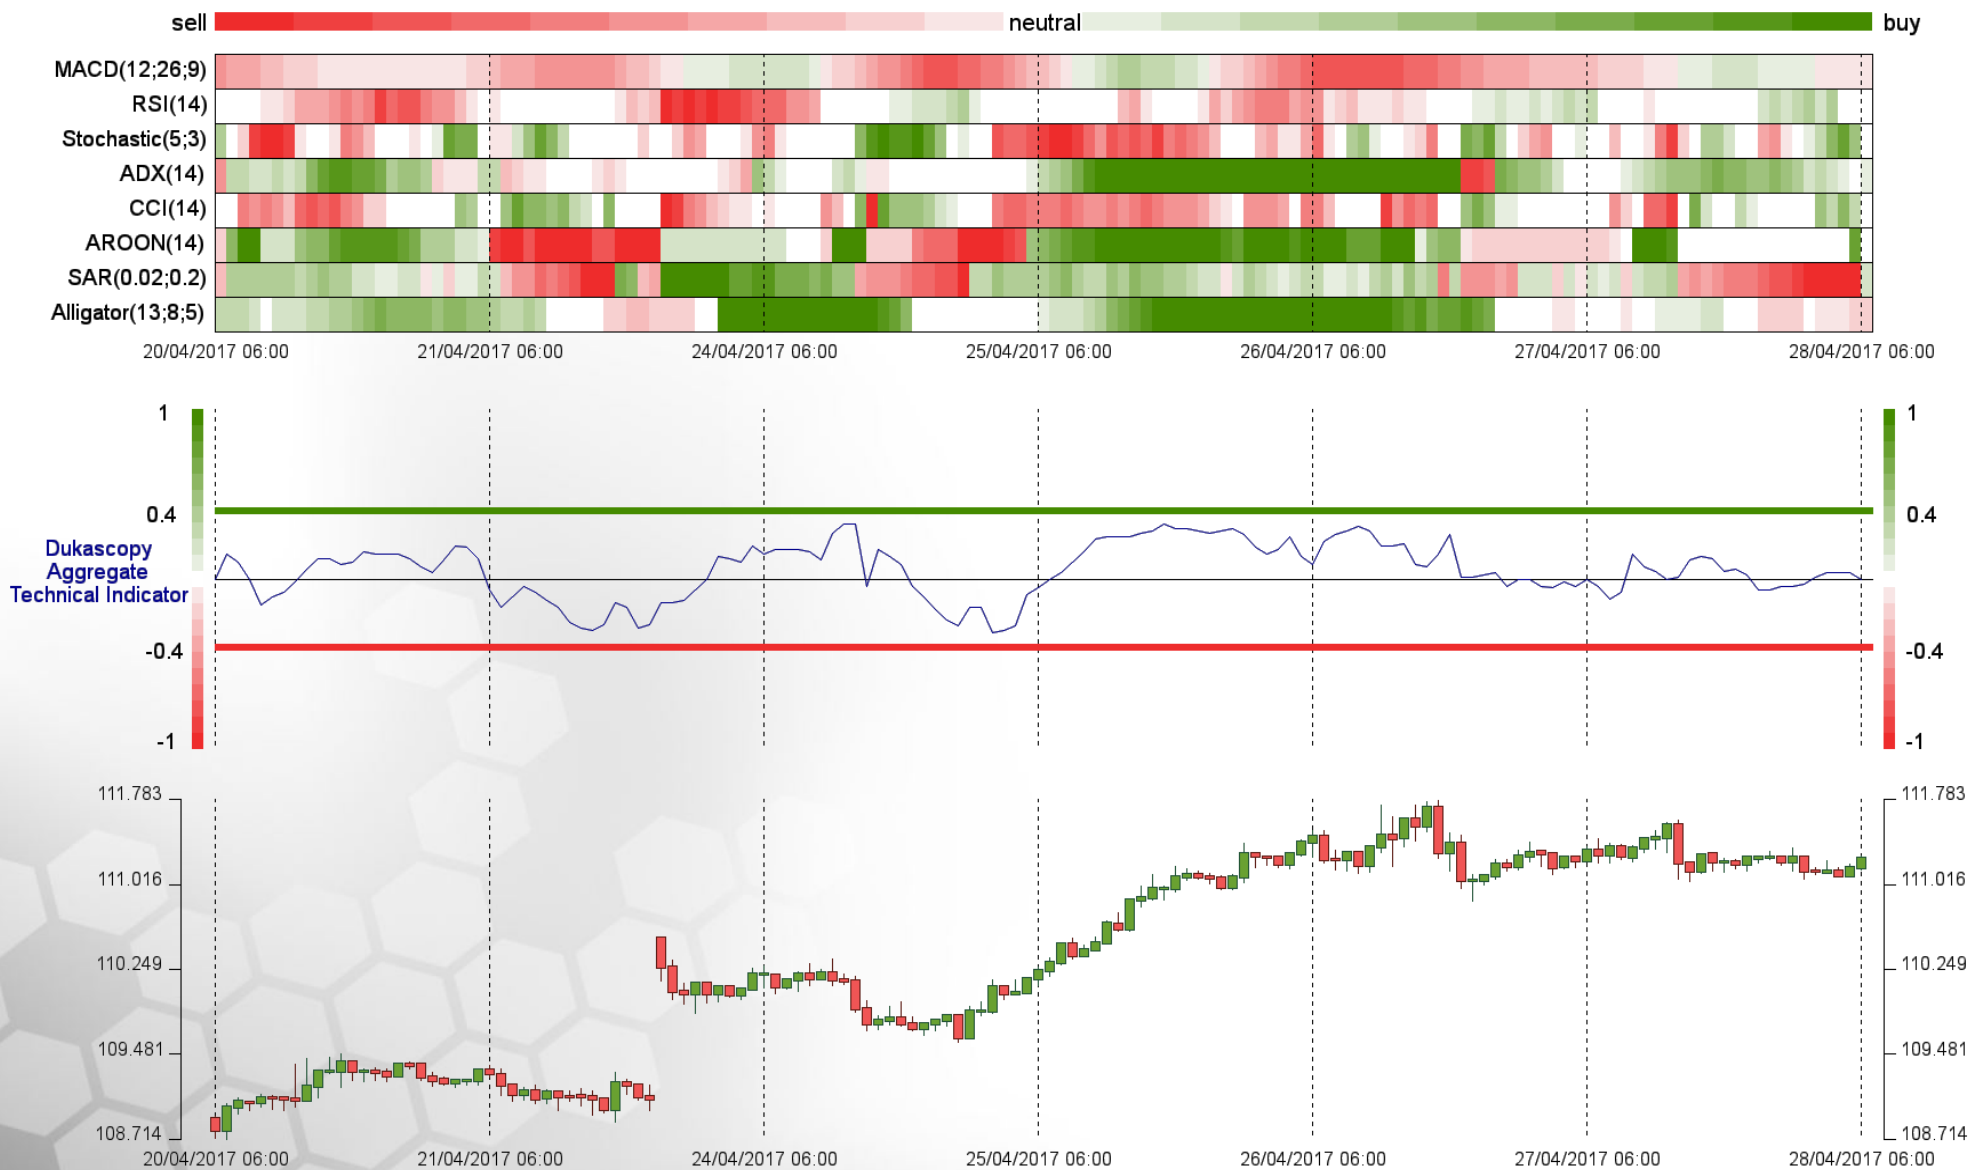 sell neutral buy
MACD(12;26;9)
RSI(14)
Stochastic(5;3)
ADX(14)
CCI(14)
AROON(14)
SAR(0.02;0.2)
Alligator(13;8;5)
20/04/2017 06:00 21/04/2017 06:00 24/04/2017 06:00 25/04/2017 06:00 26/04/2017 06:00 27/04/2017 06:00 28/04/2017 06:00
1 1
0.4 0.4
Dukascopy
Aggregate
Technical Indicator
-0.4 -0.4
-1 -1
111.783 111.783
111.016 111.016
110.249 110.249
109.481 109.481
108.714 108.714
20/04/2017 06:00 21/04/2017 06:00 24/04/2017 06:00 25/04/2017 06:00 26/04/2017 06:00 27/04/2017 06:00 28/04/2017 06:00